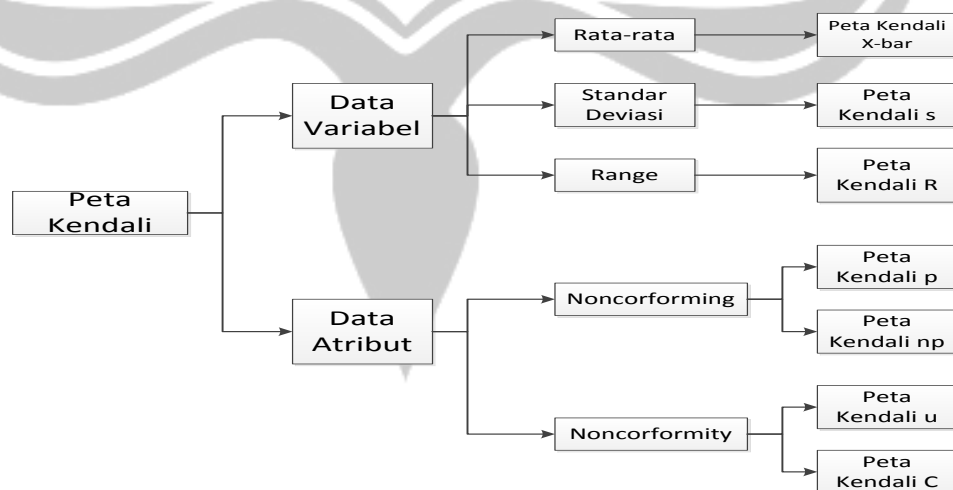 Peta
Kendali
Data
Variabel
Rata-rata
Peta Kendali
X-bar
Standar
Deviasi
Peta
Kendali s
Range
Peta
Kendali R
Data
Atribut
Noncorforming
Peta
Kendali p
Peta
Kendali np
Noncorformity
Peta
Kendali u
Peta
Kendali C